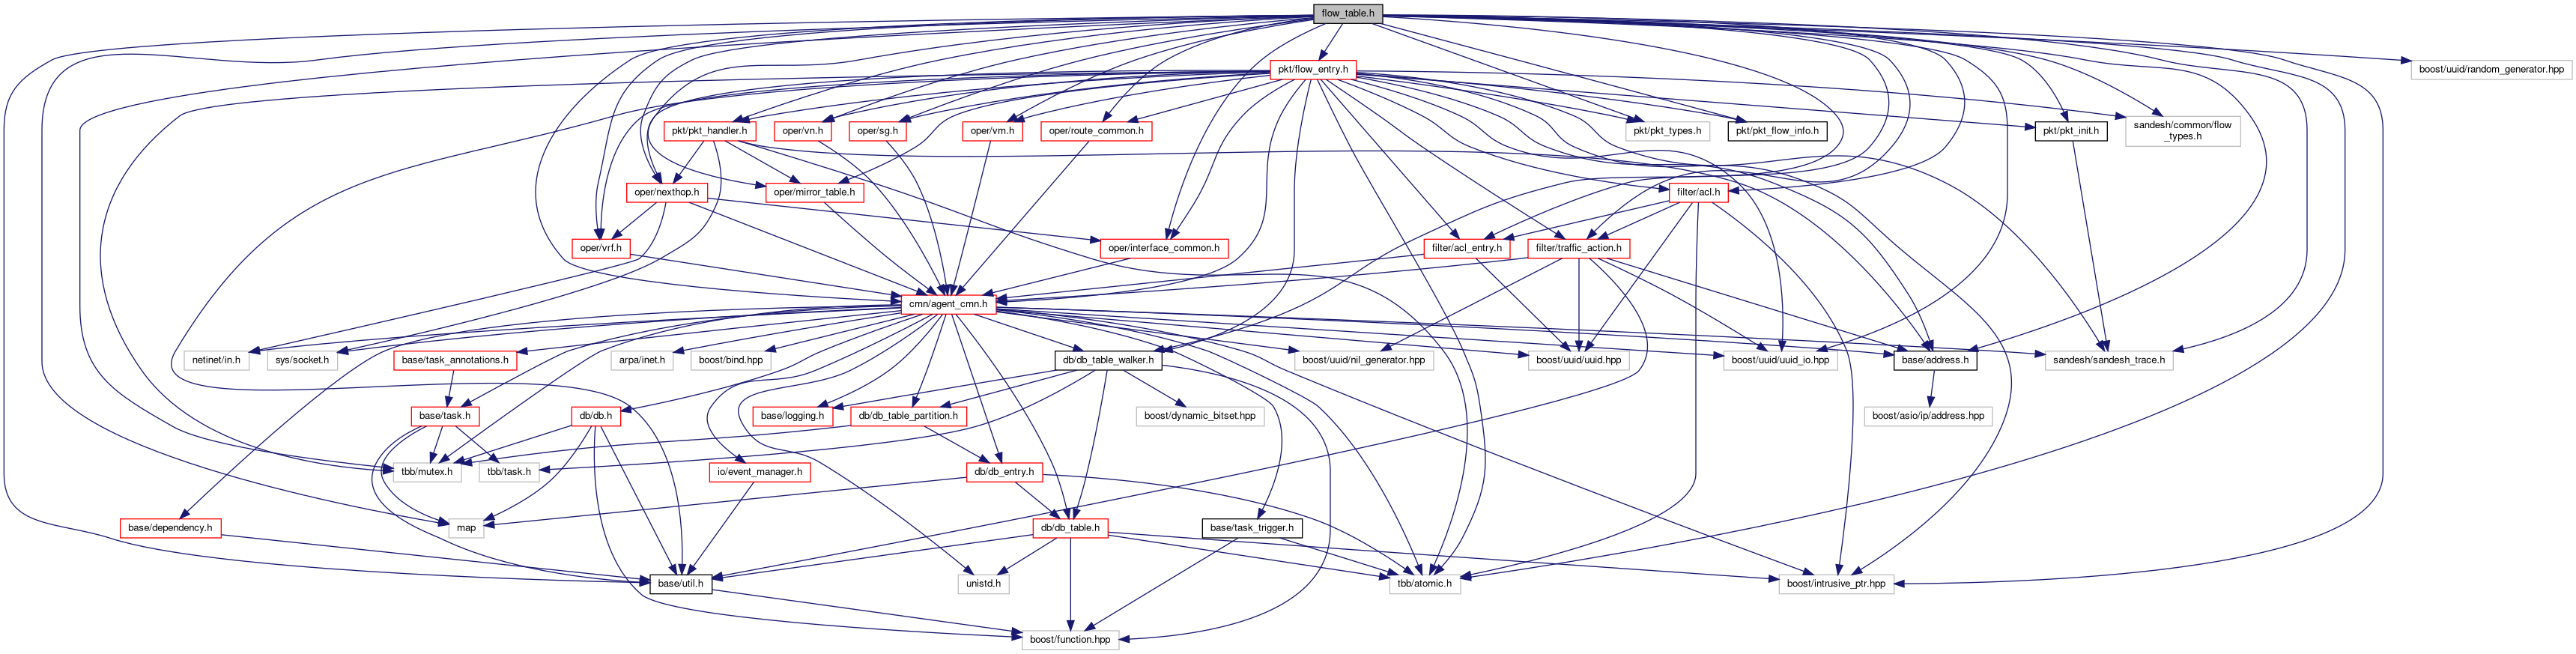 flow_table.h
pkt/flow_entry.h
boost/uuid/random_generator.hpp
pkt/pkt_handler.h
oper/vn.h
oper/sg.h
oper/vm.h
oper/route_common.h
pkt/pkt_types.h
pkt/pkt_flow_info.h
pkt/pkt_init.h
sandesh/common/flow
_types.h
oper/nexthop.h
oper/mirror_table.h
filter/acl.h
oper/vrf.h
oper/interface_common.h
filter/acl_entry.h
filter/traffic_action.h
cmn/agent_cmn.h
netinet/in.h
sys/socket.h
base/task_annotations.h
arpa/inet.h
boost/bind.hpp
db/db_table_walker.h
boost/uuid/nil_generator.hpp
boost/uuid/uuid.hpp
boost/uuid/uuid_io.hpp
base/address.h
sandesh/sandesh_trace.h
base/task.h
db/db.h
base/logging.h
db/db_table_partition.h
boost/dynamic_bitset.hpp
boost/asio/ip/address.hpp
tbb/mutex.h
tbb/task.h
io/event_manager.h
db/db_entry.h
base/dependency.h
map
db/db_table.h
base/task_trigger.h
base/util.h
unistd.h
tbb/atomic.h
boost/intrusive_ptr.hpp
boost/function.hpp